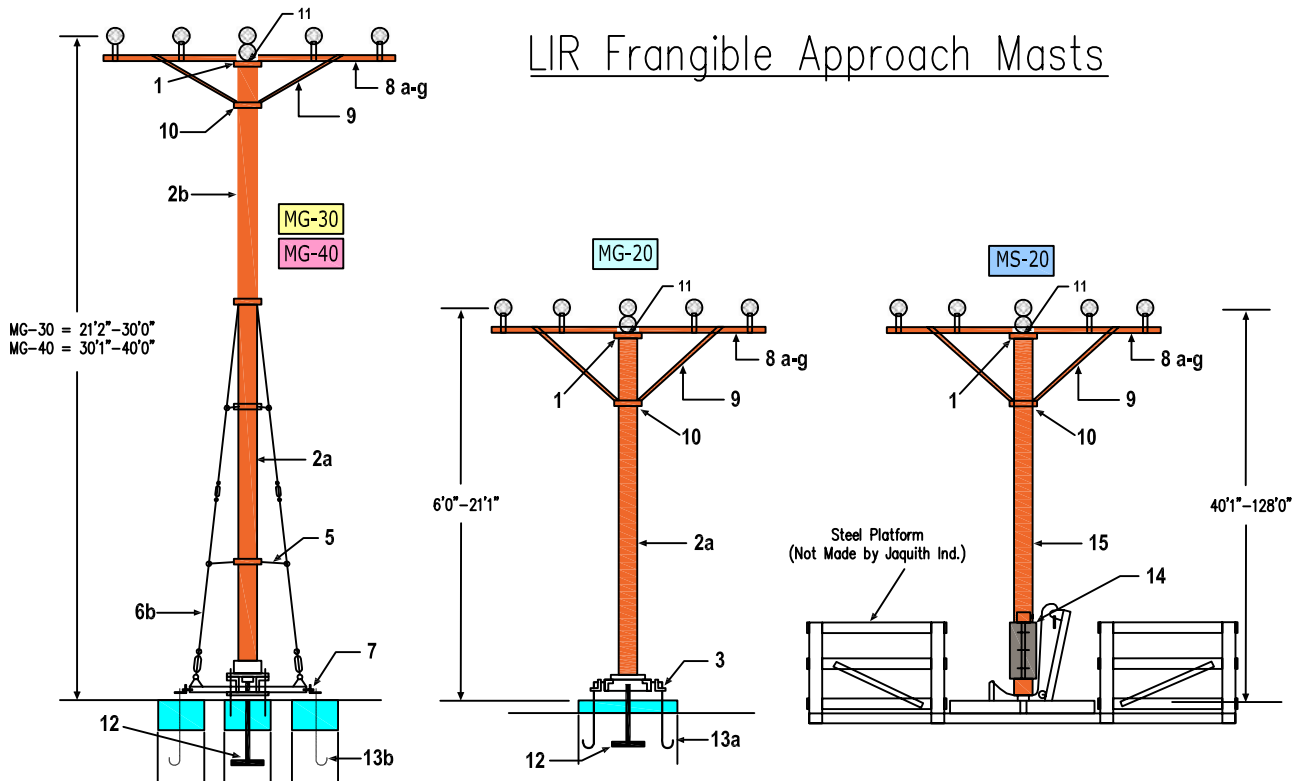 LIR Frangible Approach Masts
11
1
8 a-g
9
10
2b
MG-30
MG-40
MG-30 = 21'2"-30'0"
MG-40 = 30'1"-40'0"
2a
5
6b
7
12
13b
MG-20
11
8 a-g
1
9
10
6'0"-21'1"
2a
3
12
13a
MS-20
11
8 a-g
1
9
10
40'1"-128'0"
Steel Platform
(Not Made by Jaquith Ind.)
15
14